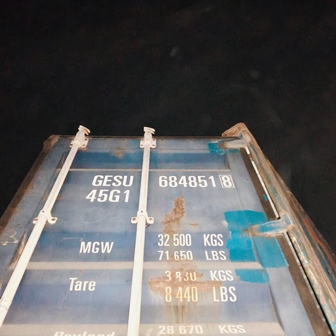 GESU 684851 8
45G1
MGW 32 500 KGS
71 650 LBS
Tare 3 830 KGS
8 440 LBS
Payload 28 670 KGS